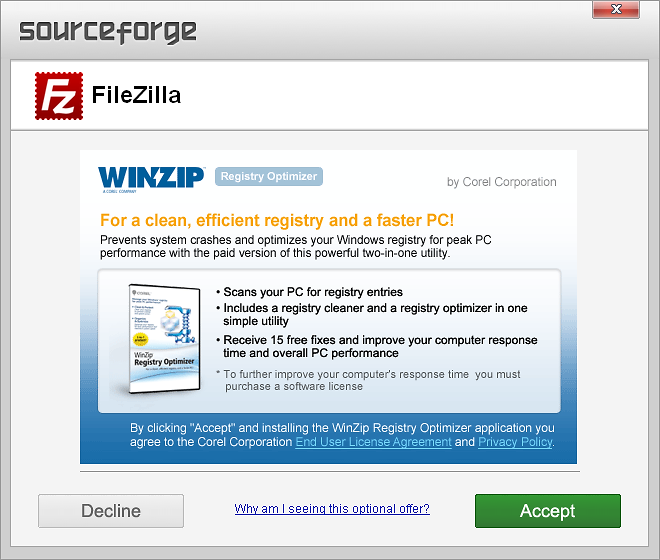 sourceforge
x
Fz FileZilla
WINZIP Registry Optimizer
A COREL COMPANY
by Corel Corporation
For a clean, efficient registry and a faster PC!
Prevents system crashes and optimizes your Windows registry for peak PC
performance with the paid version of this powerful two-in-one utility.
COREL
WinZip
Registry Optimizer
• Scans your PC for registry entries
• Includes a registry cleaner and a registry optimizer in one
simple utility
• Receive 15 free fixes and improve your computer response
time and overall PC performance
* To further improve your computer's response time you must
purchase a software license
By clicking "Accept" and installing the WinZip Registry Optimizer application you
agree to the Corel Corporation End User License Agreement and Privacy Policy.
Decline
Why am I seeing this optional offer?
Accept